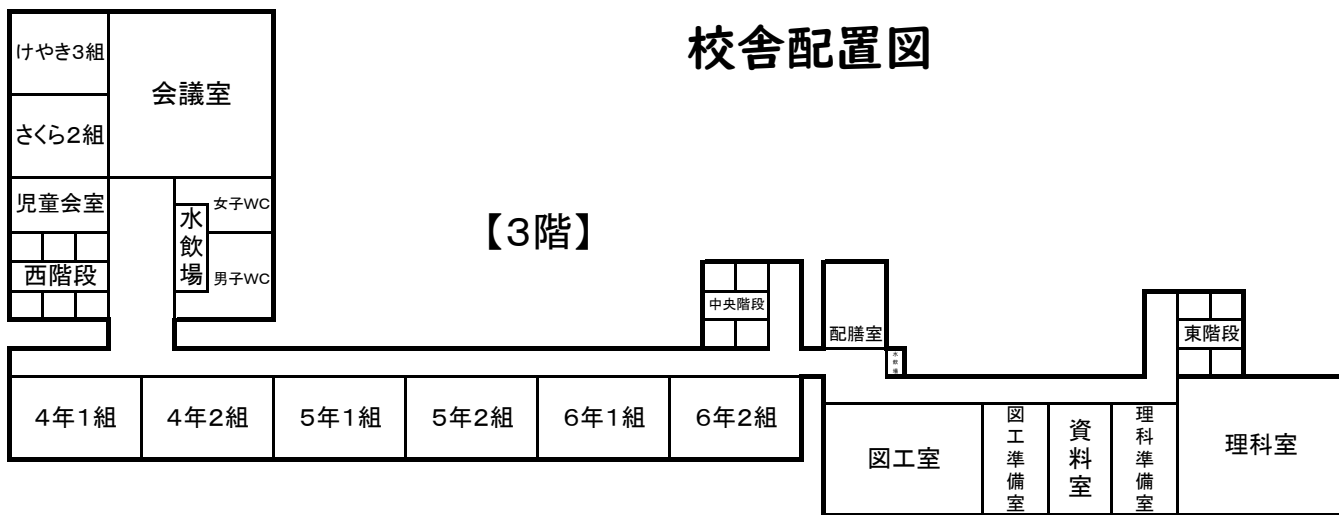 校舎配置図
けやき3組
会議室
さくら2組
児童会室
女子WC
水飲場
【3階】
西階段
男子WC
中央階段
配膳室
東階段
水飲場
4年1組
4年2組
5年1組
5年2組
6年1組
6年2組
図工室
図工準備室
資料室
理科準備室
理科室